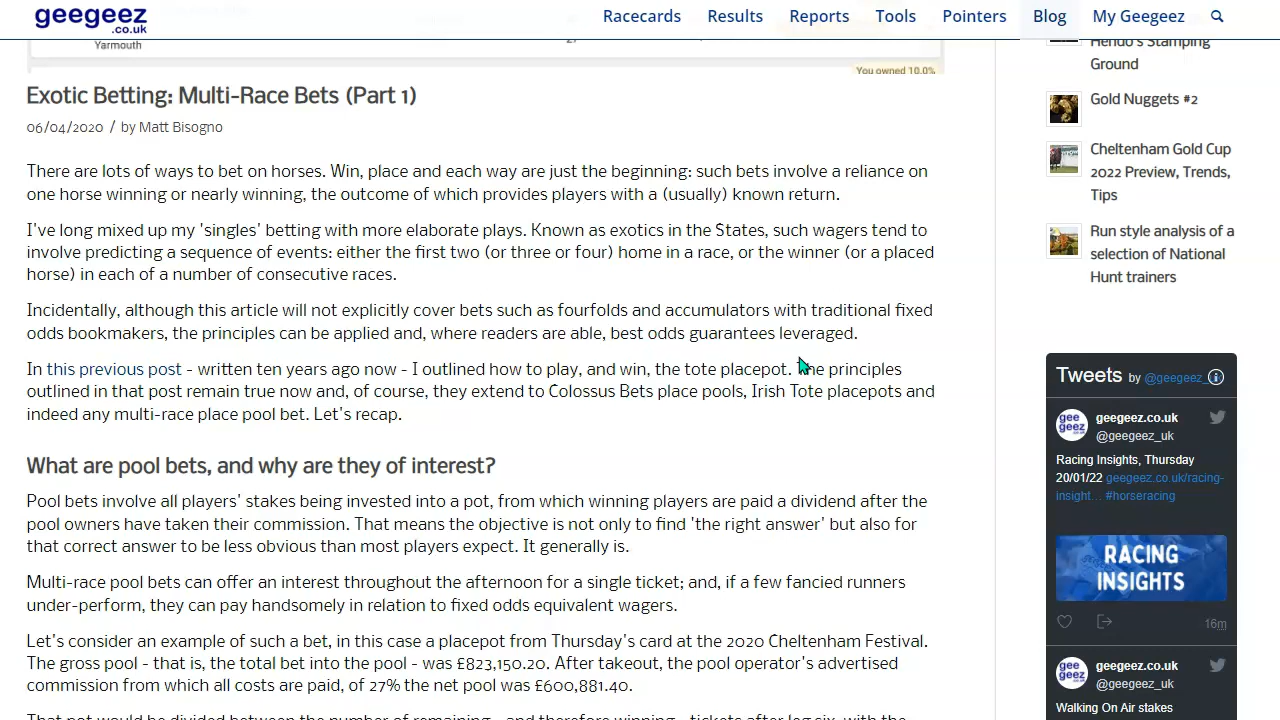 geegeez
.co.uk
Racecards Results Reports Tools Pointers Blog My Geegeez
Yarmouth
You owned 10.0%
Exotic Betting: Multi-Race Bets (Part 1)
06/04/2020 / by Matt Bisogno
There are lots of ways to bet on horses. Win, place and each way are just the beginning: such bets involve a reliance on
one horse winning or nearly winning, the outcome of which provides players with a (usually) known return.
I've long mixed up my 'singles' betting with more elaborate plays. Known as exotics in the States, such wagers tend to
involve predicting a sequence of events: either the first two (or three or four) home in a race, or the winner (or a placed
horse) in each of a number of consecutive races.
Incidentally, although this article will not explicitly cover bets such as fourfolds and accumulators with traditional fixed
odds bookmakers, the principles can be applied and, where readers are able, best odds guarantees leveraged.
In this previous post - written ten years ago now - I outlined how to play, and win, the tote placepot. The principles
outlined in that post remain true now and, of course, they extend to Colossus Bets place pools, Irish Tote placepots and
indeed any multi-race place pool bet. Let's recap.
What are pool bets, and why are they of interest?
Pool bets involve all players' stakes being invested into a pot, from which winning players are paid a dividend after the
pool owners have taken their commission. That means the objective is not only to find 'the right answer' but also for
that correct answer to be less obvious than most players expect. It generally is.
Multi-race pool bets can offer an interest throughout the afternoon for a single ticket; and, if a few fancied runners
under-perform, they can pay handsomely in relation to fixed odds equivalent wagers.
Let's consider an example of such a bet, in this case a placepot from Thursday's card at the 2020 Cheltenham Festival.
The gross pool - that is, the total bet into the pool - was £823,150.20. After takeout, the pool operator's advertised
commission from which all costs are paid, of 27% the net pool was £600,881.40.
That pot would be divided between the number of remaining - and therefore winning - tickets after leg six, with the
Hendo's Stamping
Ground
Gold Nuggets #2
Cheltenham Gold Cup
2022 Preview, Trends,
Tips
Run style analysis of a
selection of National
Hunt trainers
Tweets by @geegeez_
geegeez.co.uk
@geegeez_uk
Racing Insights, Thursday
20/01/22 geegeez.co.uk/racing-
insight... #horseracing
RACING
INSIGHTS
16m
geegeez.co.uk
@geegeez_uk
Walking On Air stakes